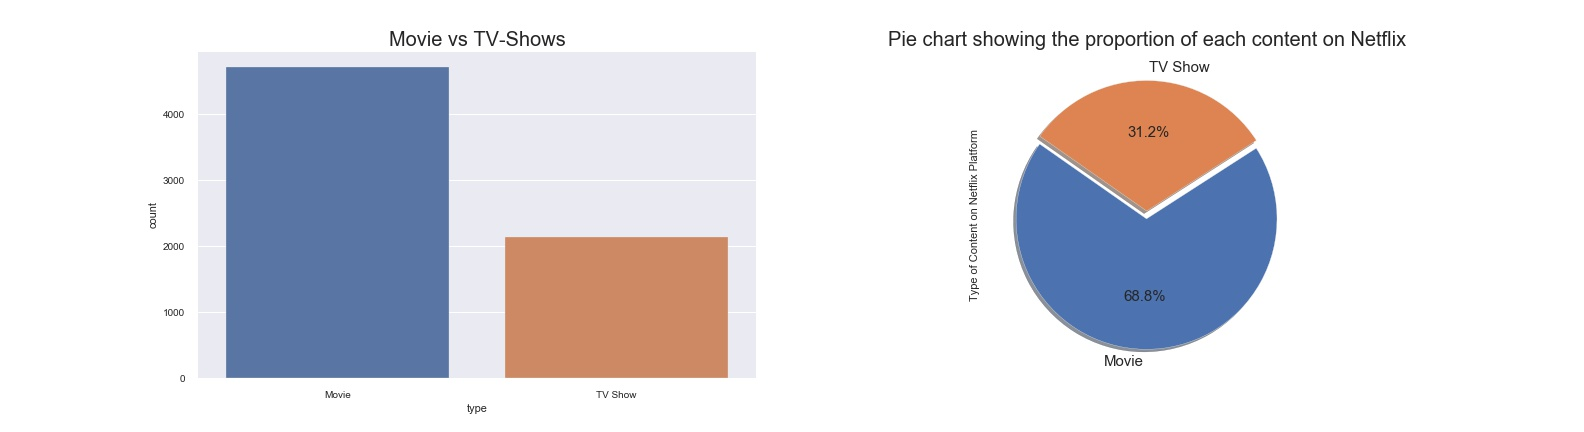 Movie vs TV-Shows
count
4000
3000
2000
1000
0
Movie
TV Show
type
Pie chart showing the proportion of each content on Netflix
Type of Content on Netflix Platform
TV Show
31.2%
68.8%
Movie